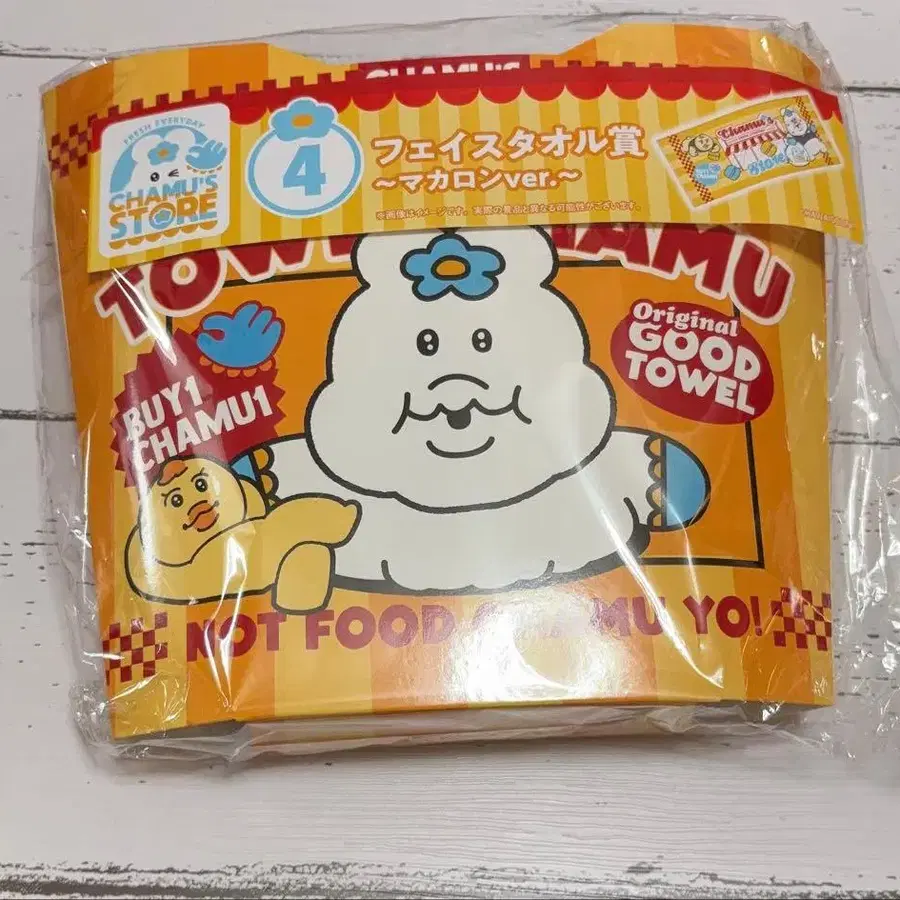 CHAMU'S
FRESH EVERYDAY
CHAMU'S
STORE
4
フェイスタオル賞
~マカロンver.~
※画像はイメージです。実際の景品と異なる可能性がございます。
Chamu's
Store
Original
GOOD
TOWEL
BUY1
CHAMU1
NOT FOOD
YO!